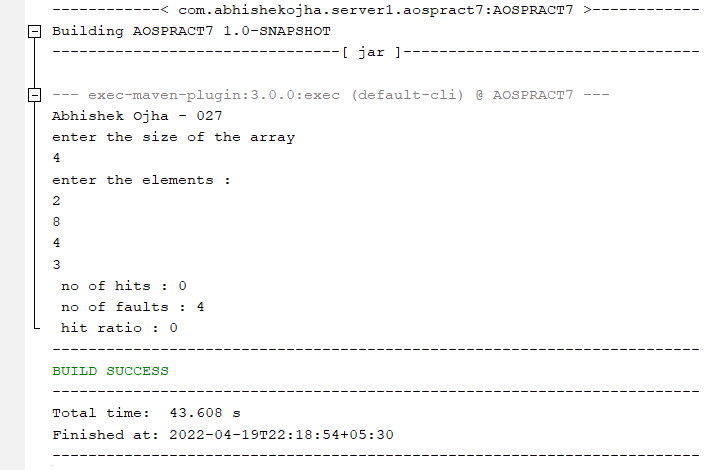 ------------< com.abhishekojha.server1.aospract7:AOSPRACT7 >------------
Building AOSPRACT7 1.0-SNAPSHOT
--------------------------------[ jar ]---------------------------------
--- exec-maven-plugin:3.0.0:exec (default-cli) @ AOSPRACT7 ---
Abhishek Ojha - 027
enter the size of the array
4
enter the elements :
2
8
4
3
no of hits : 0
no of faults : 4
hit ratio : 0
------------------------------------------------------------------------
BUILD SUCCESS
------------------------------------------------------------------------
Total time:  43.608 s
Finished at: 2022-04-19T22:18:54+05:30
------------------------------------------------------------------------